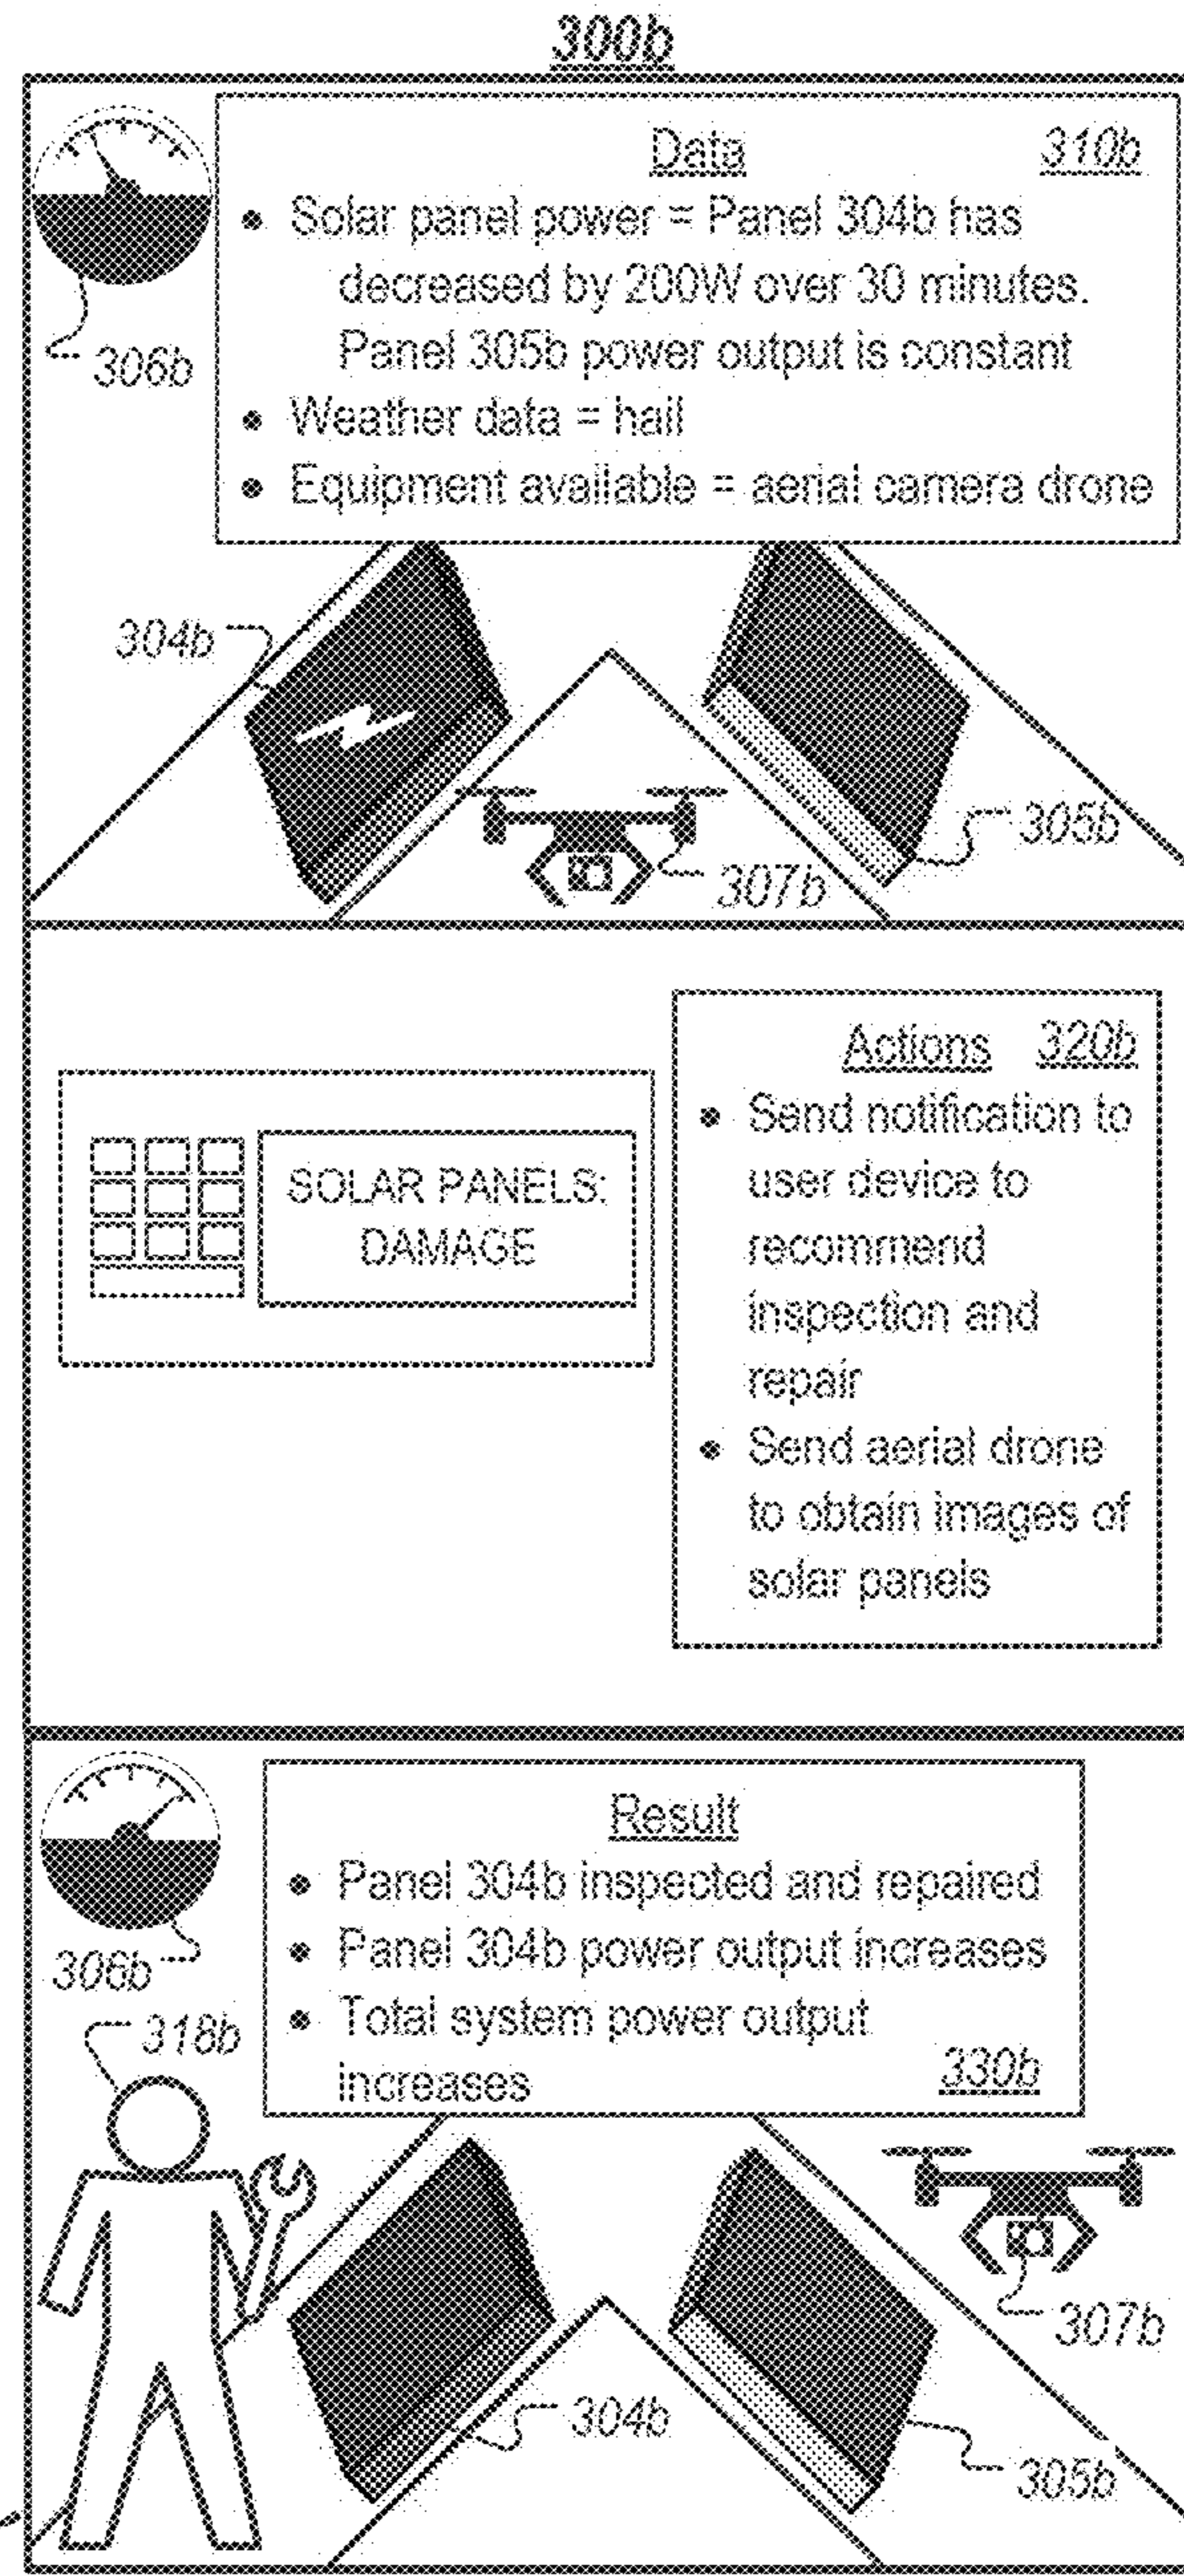 300b
Data 310b
• Solar panel power = Panel 304b has
decreased by 200W over 30 minutes.
Panel 305b power output is constant
• Weather data = hail
• Equipment available = aerial camera drone
306b
304b
305b
307b
Actions 320b
• Send notification to
user device to
recommend
inspection and
repair
• Send aerial drone
to obtain images of
solar panels
SOLAR PANELS:
DAMAGE
Result
• Panel 304b inspected and repaired
• Panel 304b power output increases
• Total system power output
increases
330b
306b
318b
307b
304b
305b